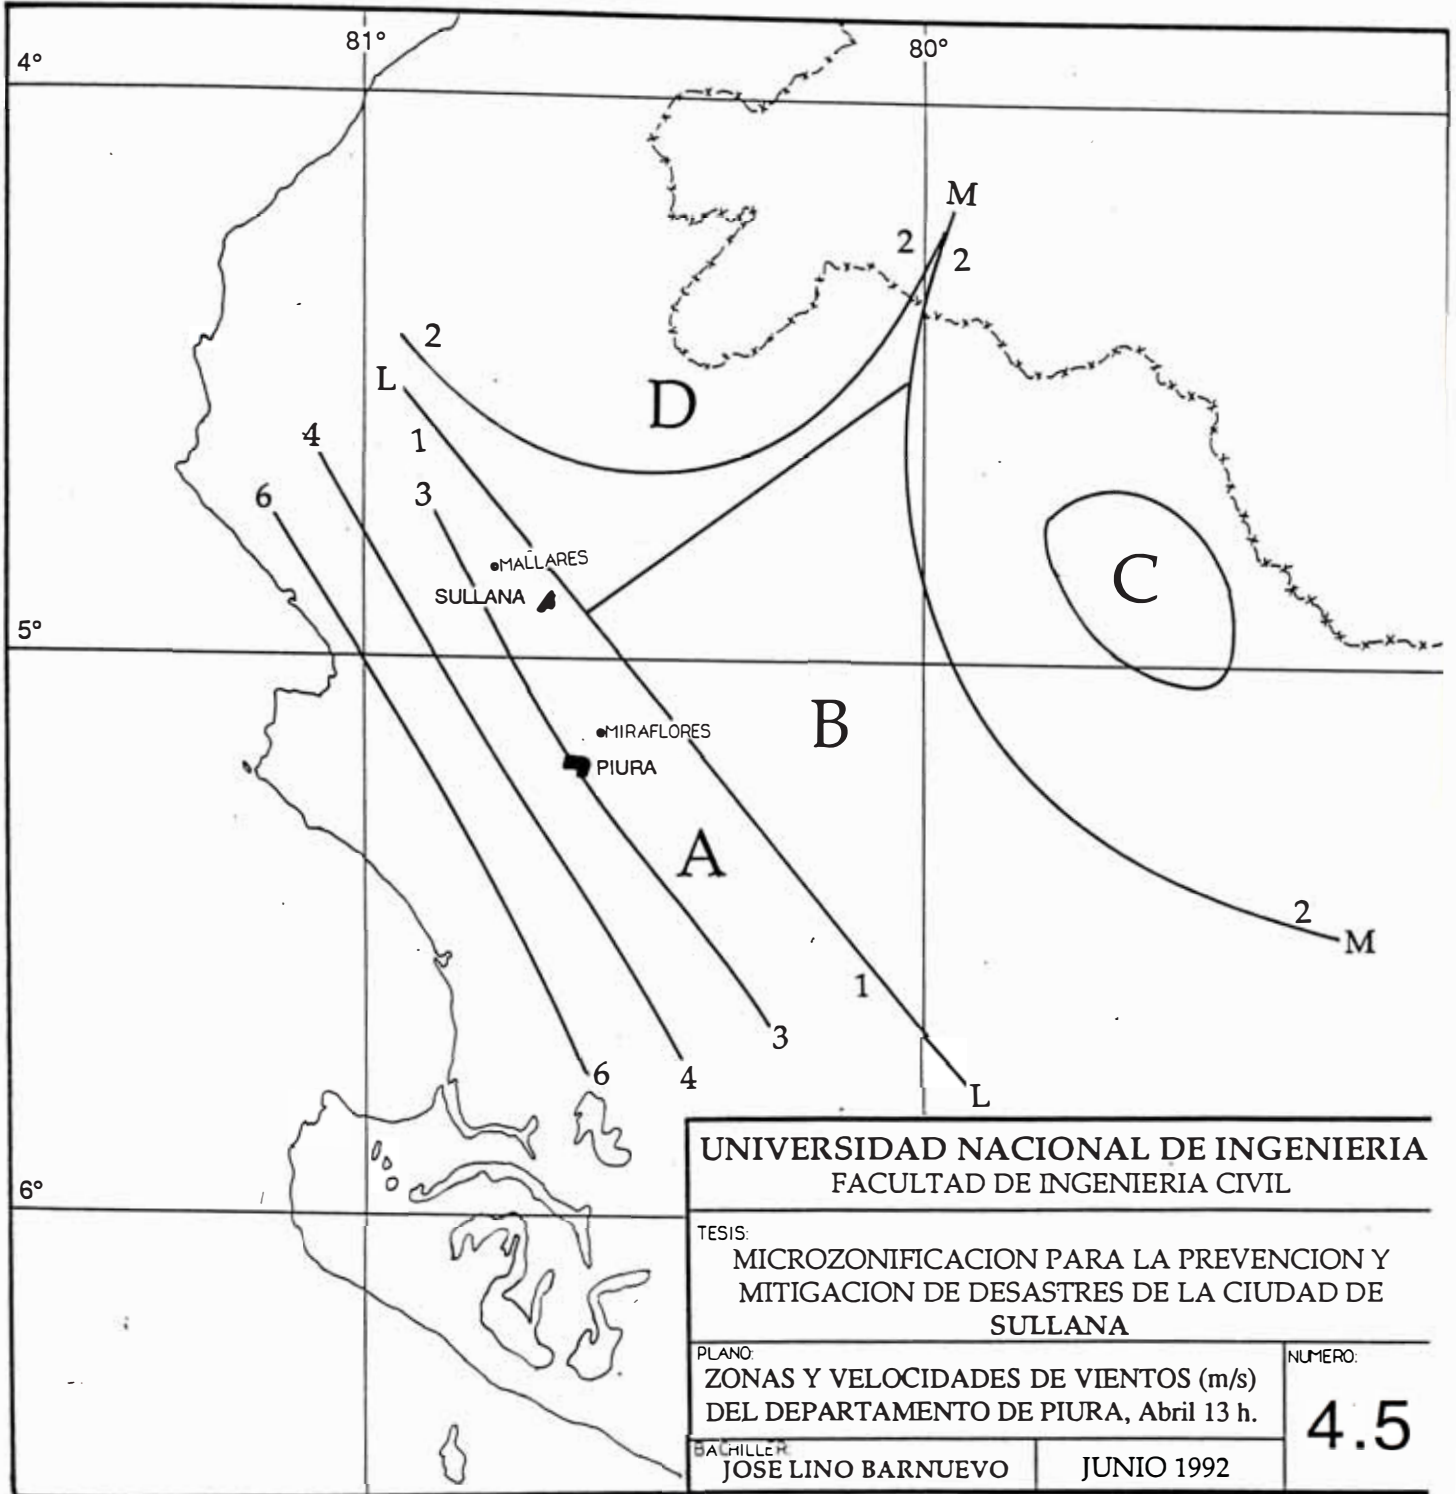 81°
80°
4°
M
2
2
2
L
D
1
4
3
6
C
MALLARES
SULLANA
5°
B
MIRAFLORES
PIURA
A
2
M
1
3
6
4
L
6°
UNIVERSIDAD NACIONAL DE INGENIERIA
FACULTAD DE INGENIERIA CIVIL
TESIS:
MICROZONIFICACION PARA LA PREVENCION Y
MITIGACION DE DESASTRES DE LA CIUDAD DE
SULLANA
PLANO:
ZONAS Y VELOCIDADES DE VIENTOS (m/s)
DEL DEPARTAMENTO DE PIURA, Abril 13 h.
NUMERO:
4.5
BACHILLER:
JOSE LINO BARNUEVO
JUNIO 1992